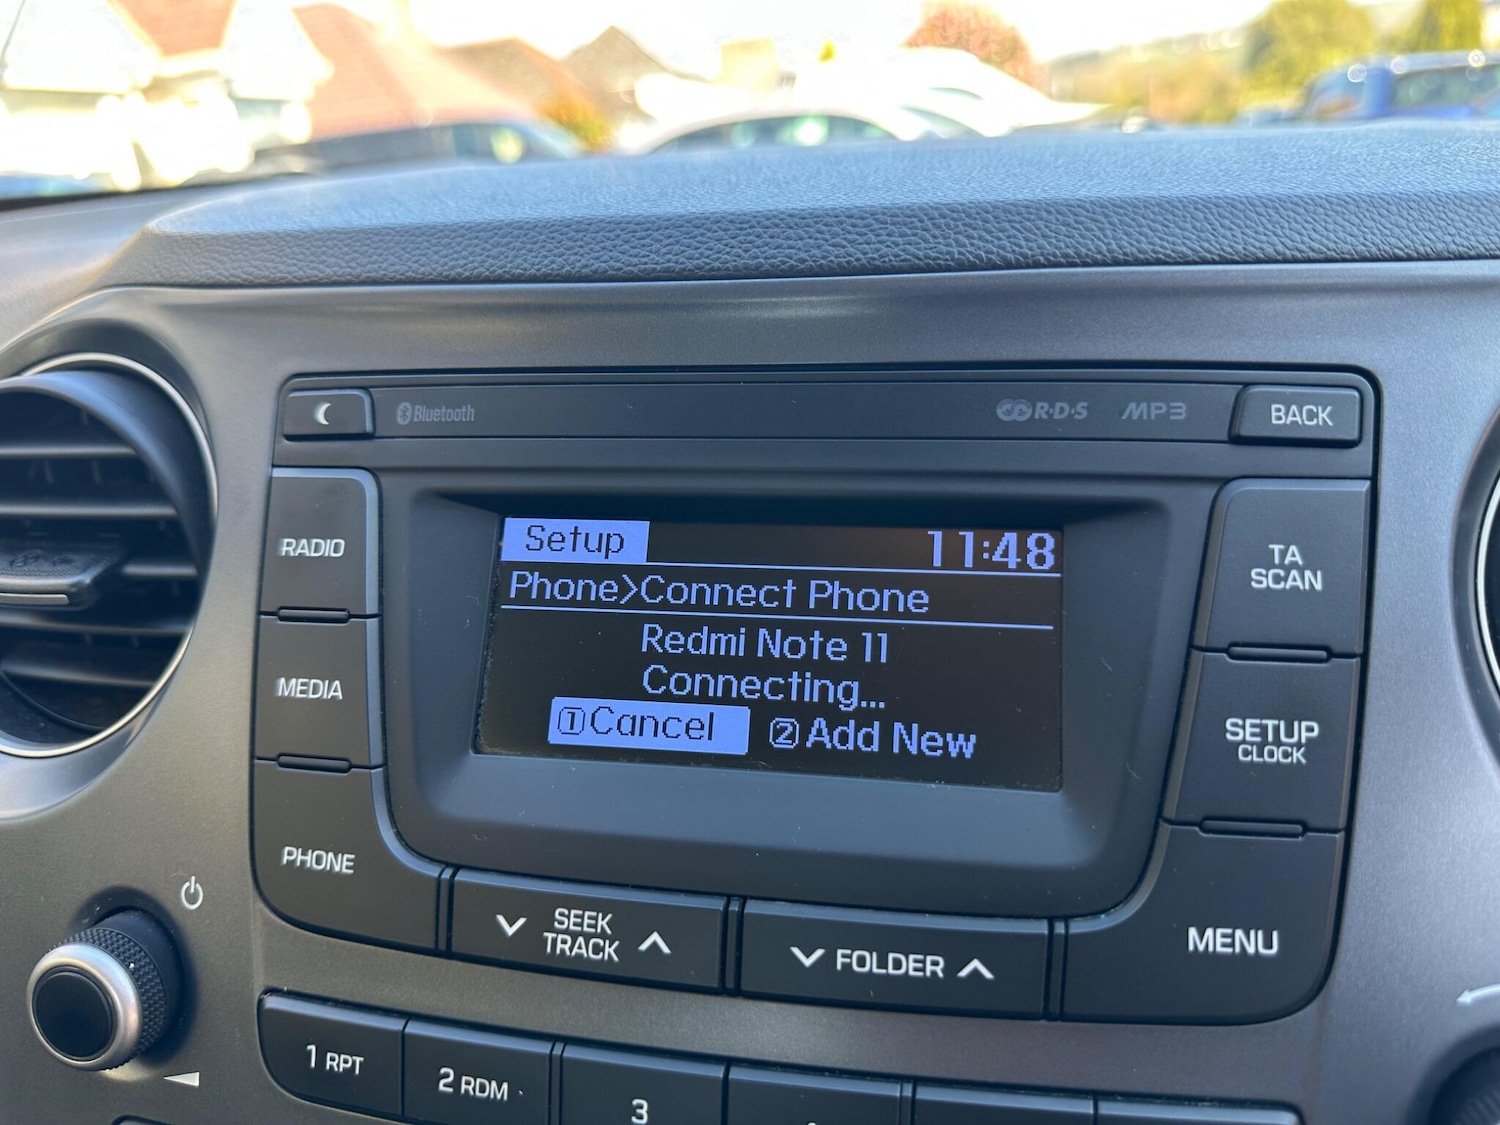 Bluetooth
R·D·S
MP3
BACK
RADIO
MEDIA
PHONE
Setup
11:48
Phone>Connect Phone
Redmi Note 11
Connecting...
①Cancel ②Add New
TA
SCAN
SETUP
CLOCK
MENU
SEEK
TRACK
FOLDER
1 RPT
2 RDM
3